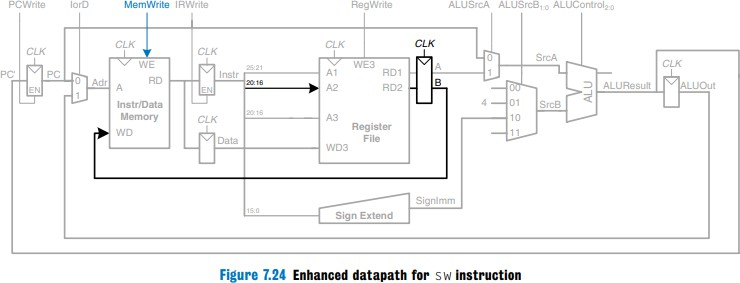 PCWrite IorD MemWrite IRWrite RegWrite ALUSrcA ALUSrcB1:0 ALUControl2:0
CLK CLK CLK CLK CLK CLK
PC' PC EN
0 1 Adr
A WE RD
Instr/Data
Memory
WD
EN Instr
CLK
Data
25:21
20:16
20:16
15:0
A1 WE3 RD1 A
A2 RD2 B
A3
Register
File
WD3
Sign Extend
SignImm
0
1
SrcA
00
4 01
10
11
SrcB
ALU
ALUResult
ALUOut
Figure 7.24 Enhanced datapath for sw instruction